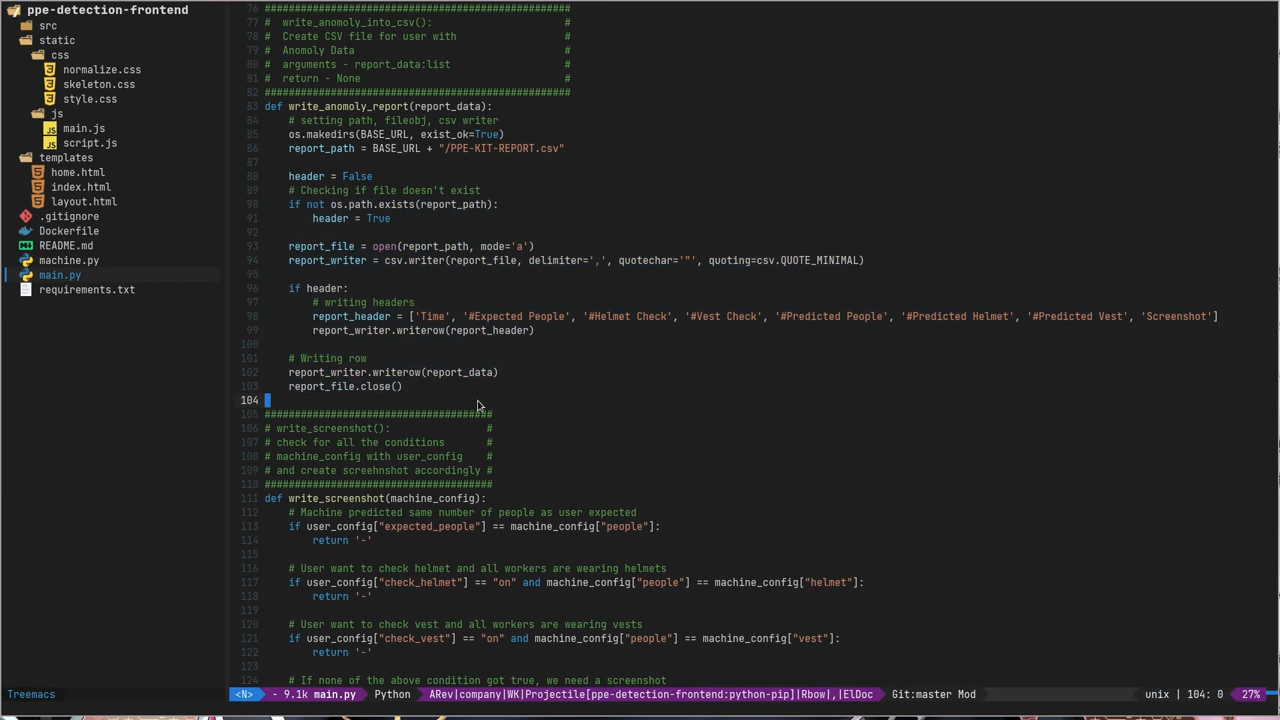 ppe-detection-frontend
src
static
css
normalize.css
skeleton.css
style.css
js
main.js
script.js
templates
home.html
index.html
layout.html
.gitignore
Dockerfile
README.md
machine.py
main.py
requirements.txt
76 ###################################################
77 #  write_anomoly_into_csv():                       #
78 #  Create CSV file for user with                   #
79 #  Anomoly Data                                    #
80 #  arguments - report_data:list                    #
81 #  return - None                                   #
82 ###################################################
83 def write_anomoly_report(report_data):
84     # setting path, fileobj, csv writer
85     os.makedirs(BASE_URL, exist_ok=True)
86     report_path = BASE_URL + "/PPE-KIT-REPORT.csv"
87
88     header = False
89     # Checking if file doesn't exist
90     if not os.path.exists(report_path):
91         header = True
92
93     report_file = open(report_path, mode='a')
94     report_writer = csv.writer(report_file, delimiter=',', quotechar='"', quoting=csv.QUOTE_MINIMAL)
95
96     if header:
97         # writing headers
98         report_header = ['Time', '#Expected People', '#Helmet Check', '#Vest Check', '#Predicted People', '#Predicted Helmet', '#Predicted Vest', 'Screenshot']
99         report_writer.writerow(report_header)
100
101     # Writing row
102     report_writer.writerow(report_data)
103     report_file.close()
104
105 ######################################
106 # write_screenshot():                #
107 # check for all the conditions       #
108 # machine_config with user_config    #
109 # and create screehnshot accordingly #
110 ######################################
111 def write_screenshot(machine_config):
112     # Machine predicted same number of people as user expected
113     if user_config["expected_people"] == machine_config["people"]:
114         return '-'
115
116     # User want to check helmet and all workers are wearing helmets
117     if user_config["check_helmet"] == "on" and machine_config["people"] == machine_config["helmet"]:
118         return '-'
119
120     # User want to check vest and all workers are wearing vests
121     if user_config["check_vest"] == "on" and machine_config["people"] == machine_config["vest"]:
122         return '-'
123
124     # If none of the above condition got true, we need a screenshot
Treemacs <N> - 9.1k main.py Python ARev|company|WK|Projectile[ppe-detection-frontend:python-pip]|Rbow|,|ElDoc Git:master Mod unix | 104: 0 27%